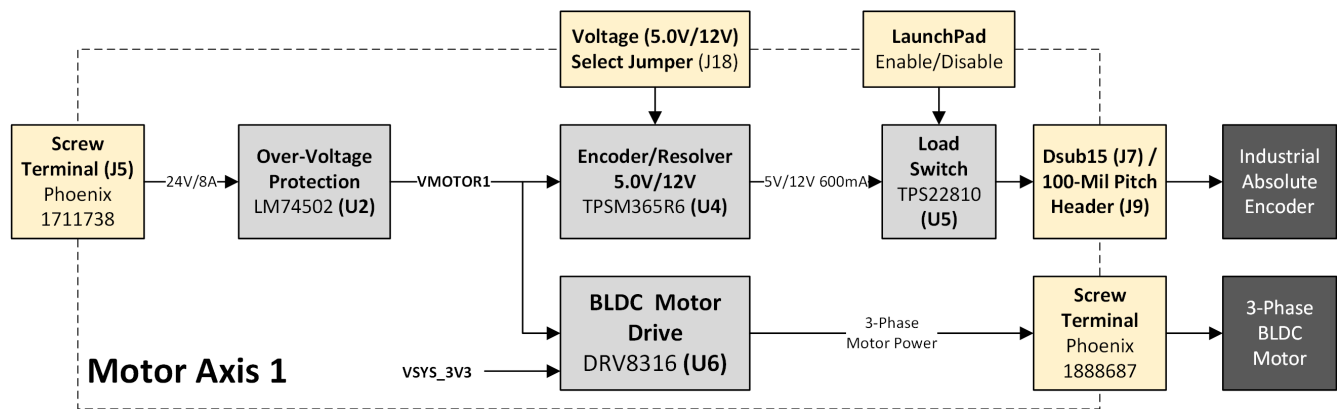 Voltage (5.0V/12V)
Select Jumper (J18)
LaunchPad
Enable/Disable
Screw
Terminal (J5)
Phoenix
1711738
24V/8A
Over-Voltage
Protection
LM74502 (U2)
VMOTOR1
Encoder/Resolver
5.0V/12V
TPSM365R6 (U4)
5V/12V 600mA
Load
Switch
TPS22810
(U5)
Dsub15 (J7) /
100-Mil Pitch
Header (J9)
Industrial
Absolute
Encoder
BLDC Motor
Drive
DRV8316 (U6)
3-Phase
Motor Power
Screw
Terminal
Phoenix
1888687
3-Phase
BLDC
Motor
Motor Axis 1
VSYS_3V3